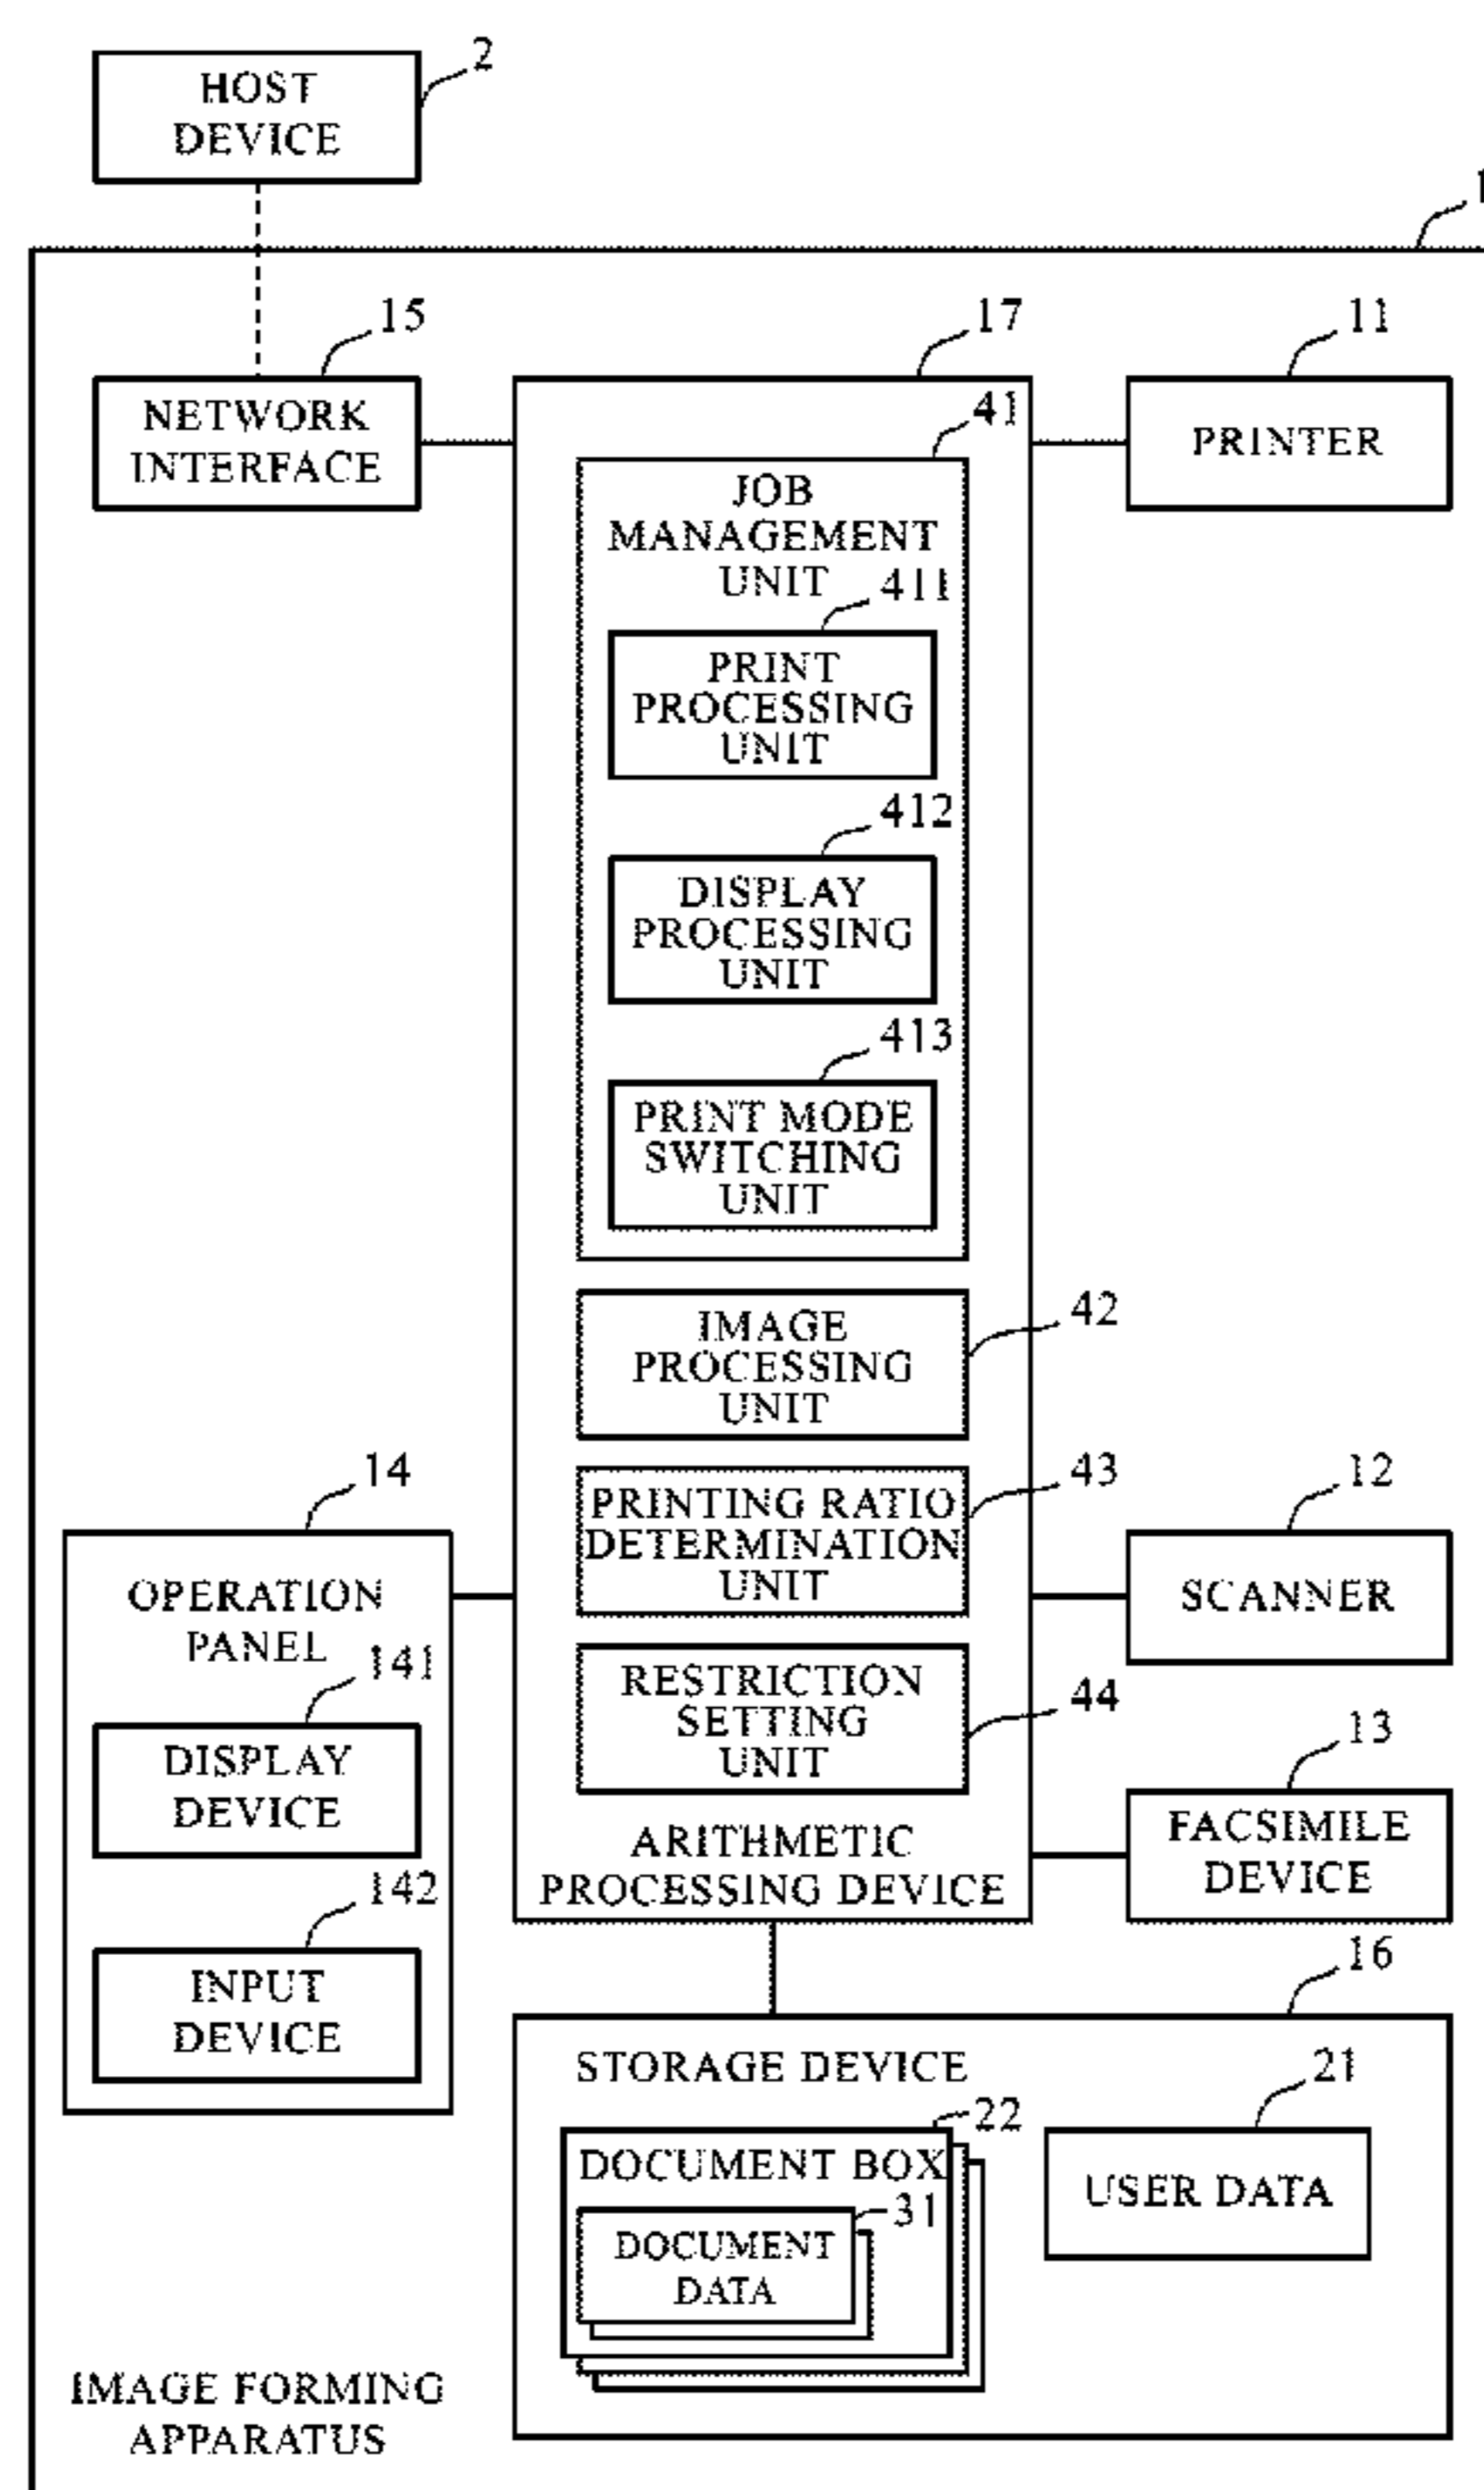 2
HOST
DEVICE
1
15
17
11
NETWORK
INTERFACE
41
PRINTER
JOB
MANAGEMENT
UNIT
411
PRINT
PROCESSING
UNIT
412
DISPLAY
PROCESSING
UNIT
413
PRINT MODE
SWITCHING
UNIT
42
IMAGE
PROCESSING
UNIT
14
43
12
PRINTING RATIO
DETERMINATION
UNIT
OPERATION
PANEL
SCANNER
141
44
RESTRICTION
SETTING
UNIT
13
DISPLAY
DEVICE
FACSIMILE
DEVICE
ARITHMETIC
PROCESSING DEVICE
142
16
INPUT
DEVICE
STORAGE DEVICE
21
22
DOCUMENT BOX
USER DATA
31
DOCUMENT
DATA
IMAGE FORMING
APPARATUS